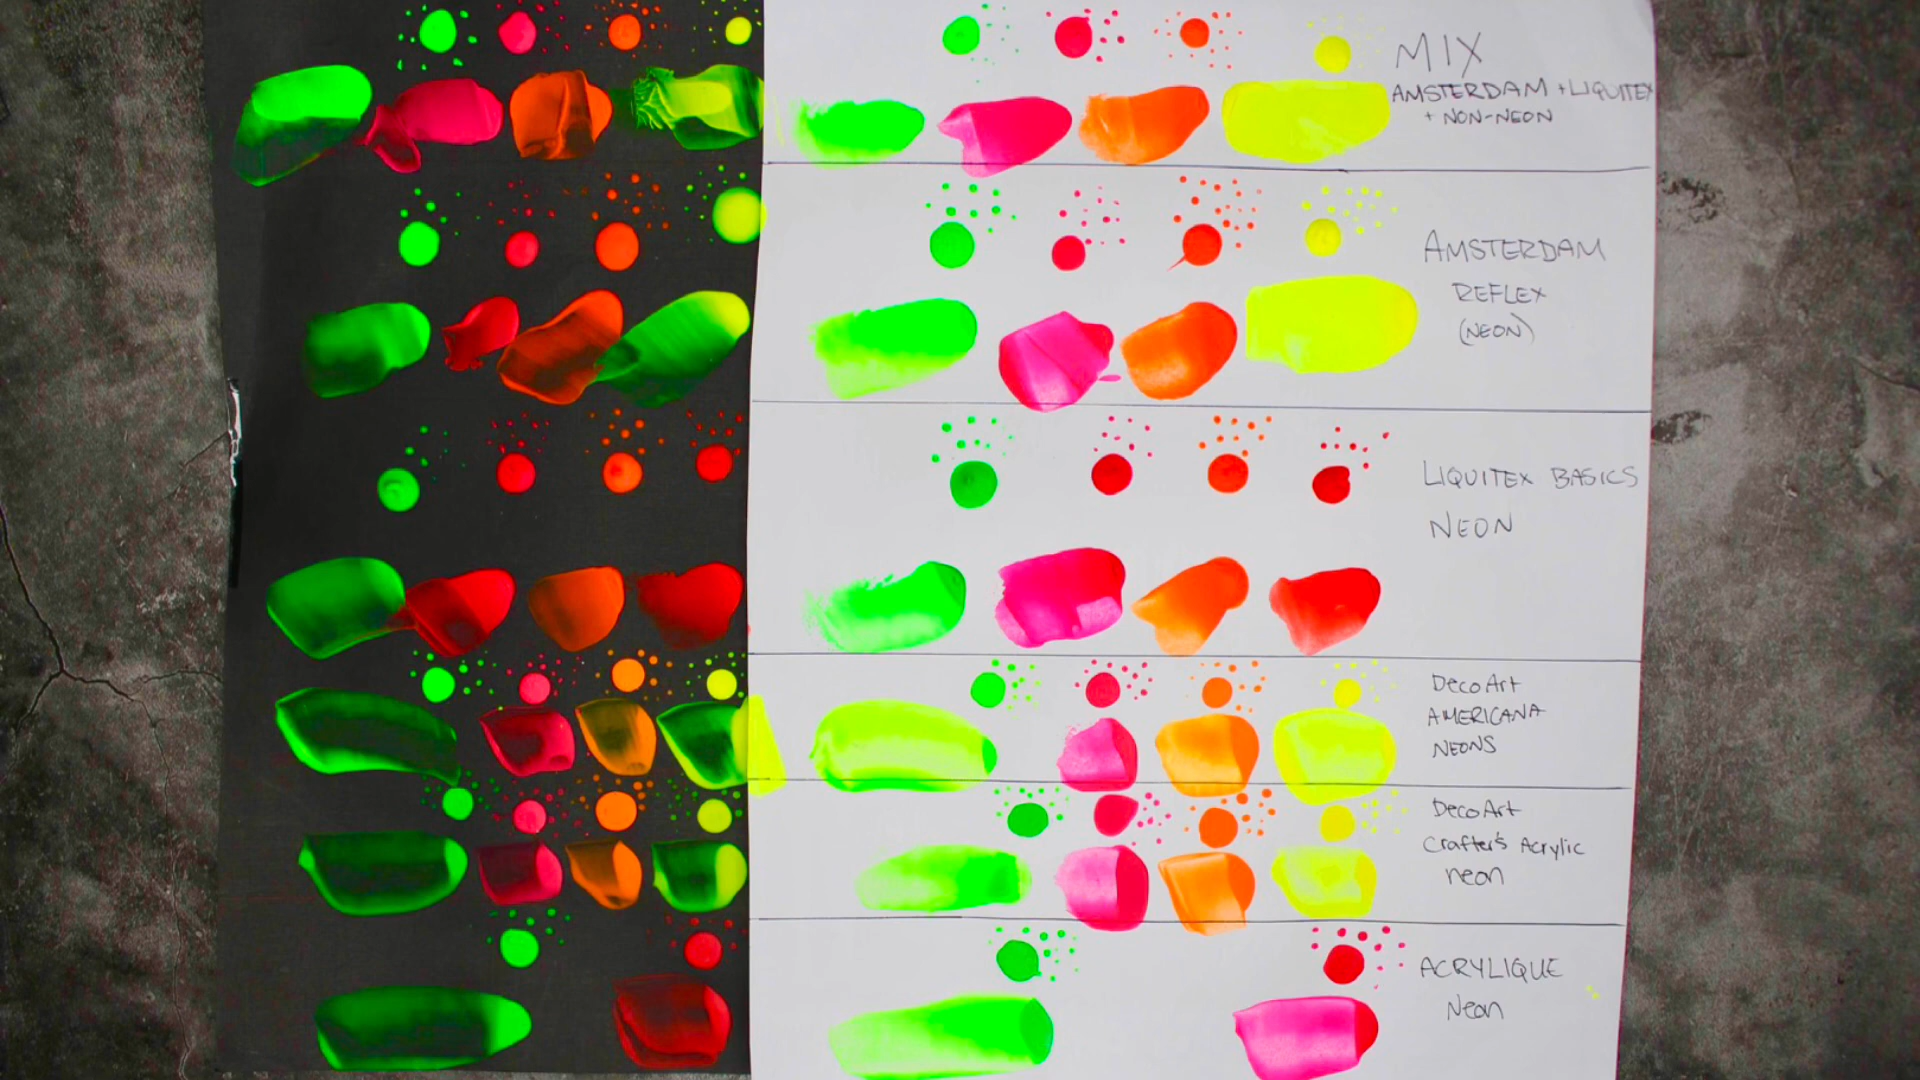 MIX
AMSTERDAM + LIQUITEX
+ NON-NEON
AMSTERDAM
REFLEX
(NEON)
LIQUITEX BASICS
NEON
DecoArt
AMERICANA
NEONS
DecoArt
Crafter's Acrylic
neon
ACRYLIQUE
Neon